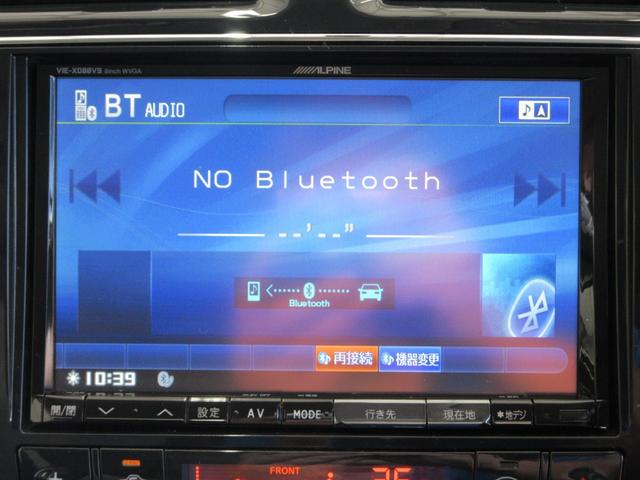 VIE-X088VS 8inch WVGA
ALPINE
BT AUDIO
NO Bluetooth
--'--"
Bluetooth
再接続 機器変更
10:39
開/閉 設定 AV MODE 行き先 現在地 *地デジ
FRONT